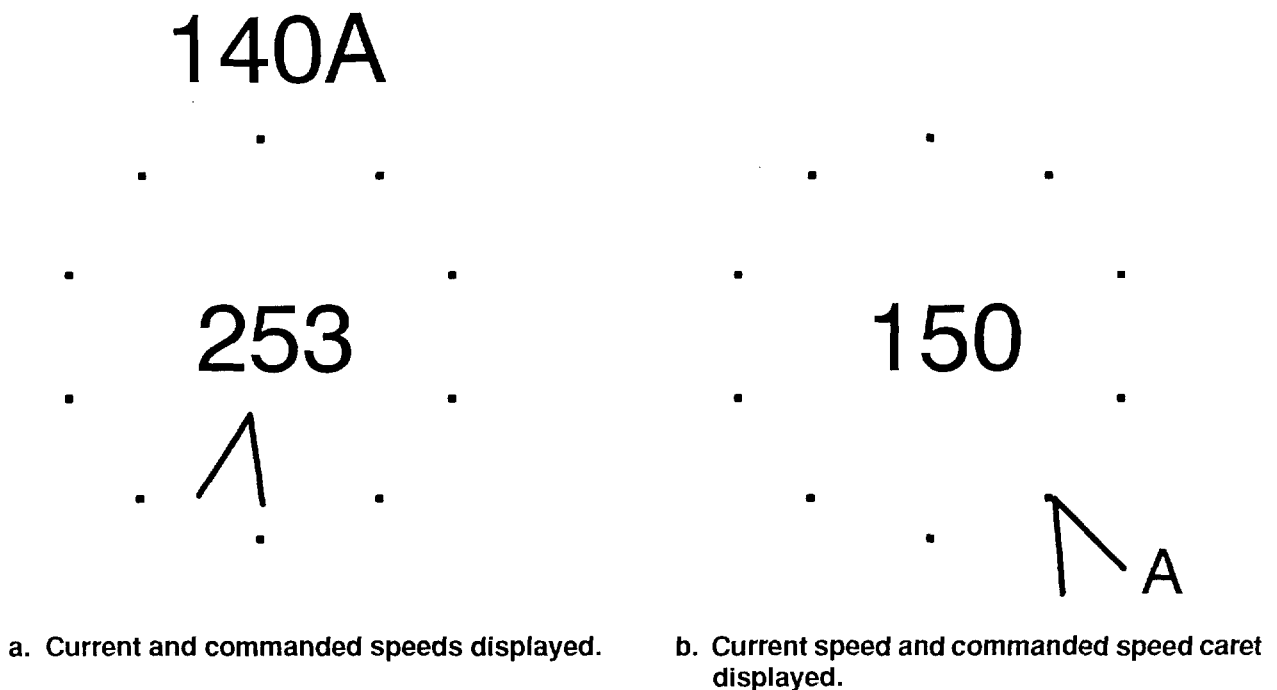 140A
253
150
A
a. Current and commanded speeds displayed.
b. Current speed and commanded speed caret
displayed.